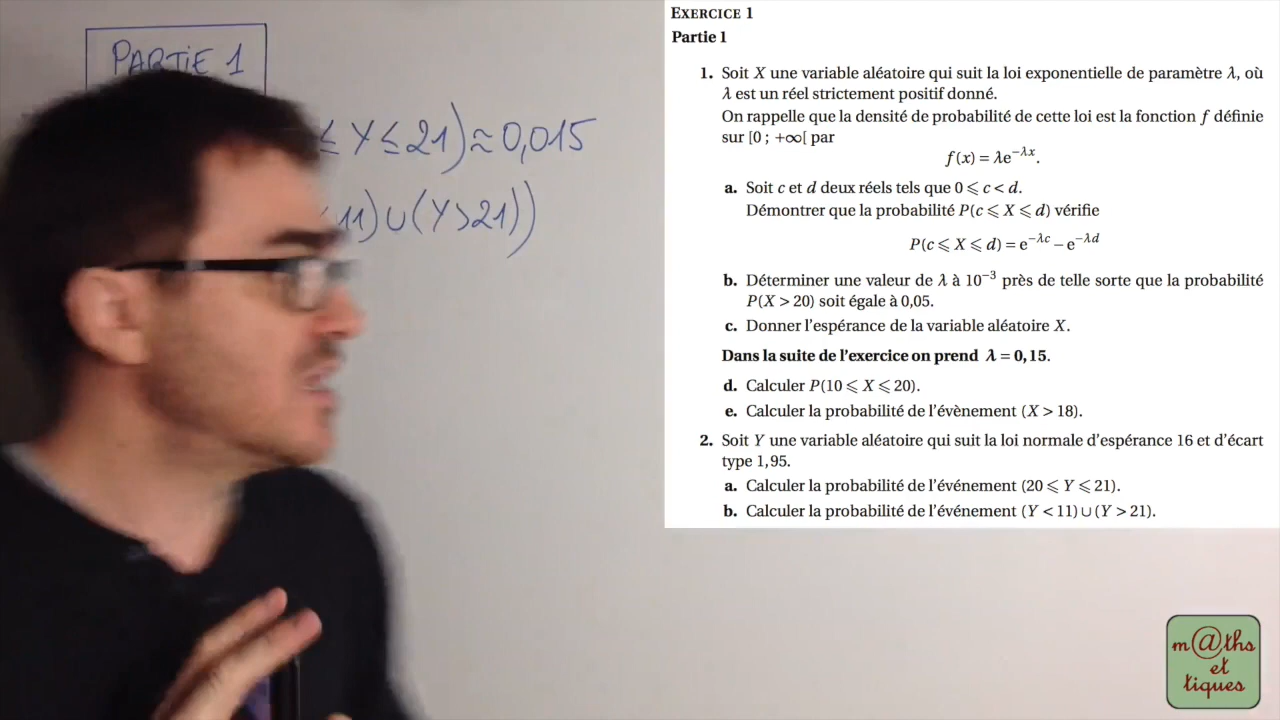 PARTIE 1
≤ Y ≤ 21) ≈ 0,015
11) ∪ (Y > 21))
EXERCICE 1
Partie 1
1. Soit X une variable aléatoire qui suit la loi exponentielle de paramètre λ, où
λ est un réel strictement positif donné.
On rappelle que la densité de probabilité de cette loi est la fonction f définie
sur [0 ; +∞[ par
f(x) = λe^{−λx}.
a. Soit c et d deux réels tels que 0 ⩽ c < d.
Démontrer que la probabilité P(c ⩽ X ⩽ d) vérifie
P(c ⩽ X ⩽ d) = e^{−λc} − e^{−λd}
b. Déterminer une valeur de λ à 10^{−3} près de telle sorte que la probabilité
P(X > 20) soit égale à 0,05.
c. Donner l'espérance de la variable aléatoire X.
Dans la suite de l'exercice on prend λ = 0,15.
d. Calculer P(10 ⩽ X ⩽ 20).
e. Calculer la probabilité de l'évènement (X > 18).
2. Soit Y une variable aléatoire qui suit la loi normale d'espérance 16 et d'écart
type 1,95.
a. Calculer la probabilité de l'événement (20 ⩽ Y ⩽ 21).
b. Calculer la probabilité de l'événement (Y < 11) ∪ (Y > 21).
m@ths
et
tiques